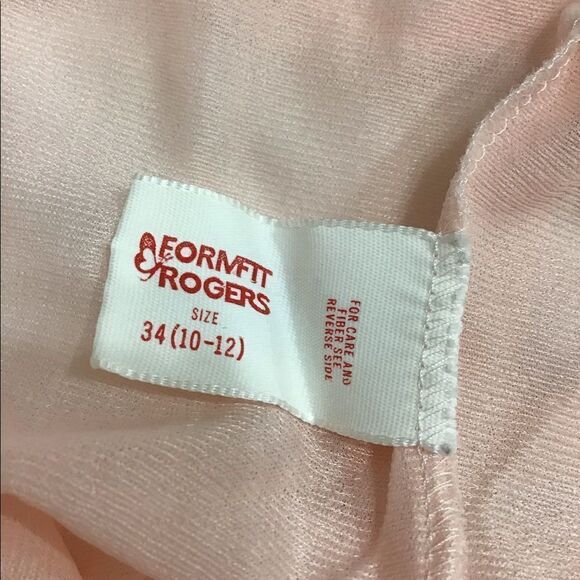 FORMFIT
ROGERS
SIZE
34 (10-12)
FOR CARE AND
FIBER SEE
REVERSE SIDE